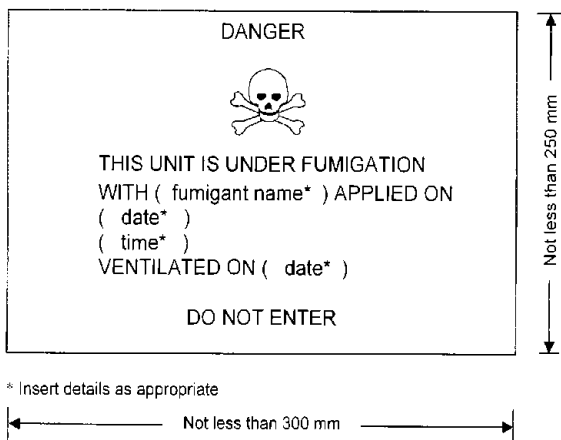 DANGER
THIS UNIT IS UNDER FUMIGATION
WITH ( fumigant name* ) APPLIED ON
( date* )
( time* )
VENTILATED ON ( date* )
DO NOT ENTER
Not less than 250 mm
* Insert details as appropriate
Not less than 300 mm